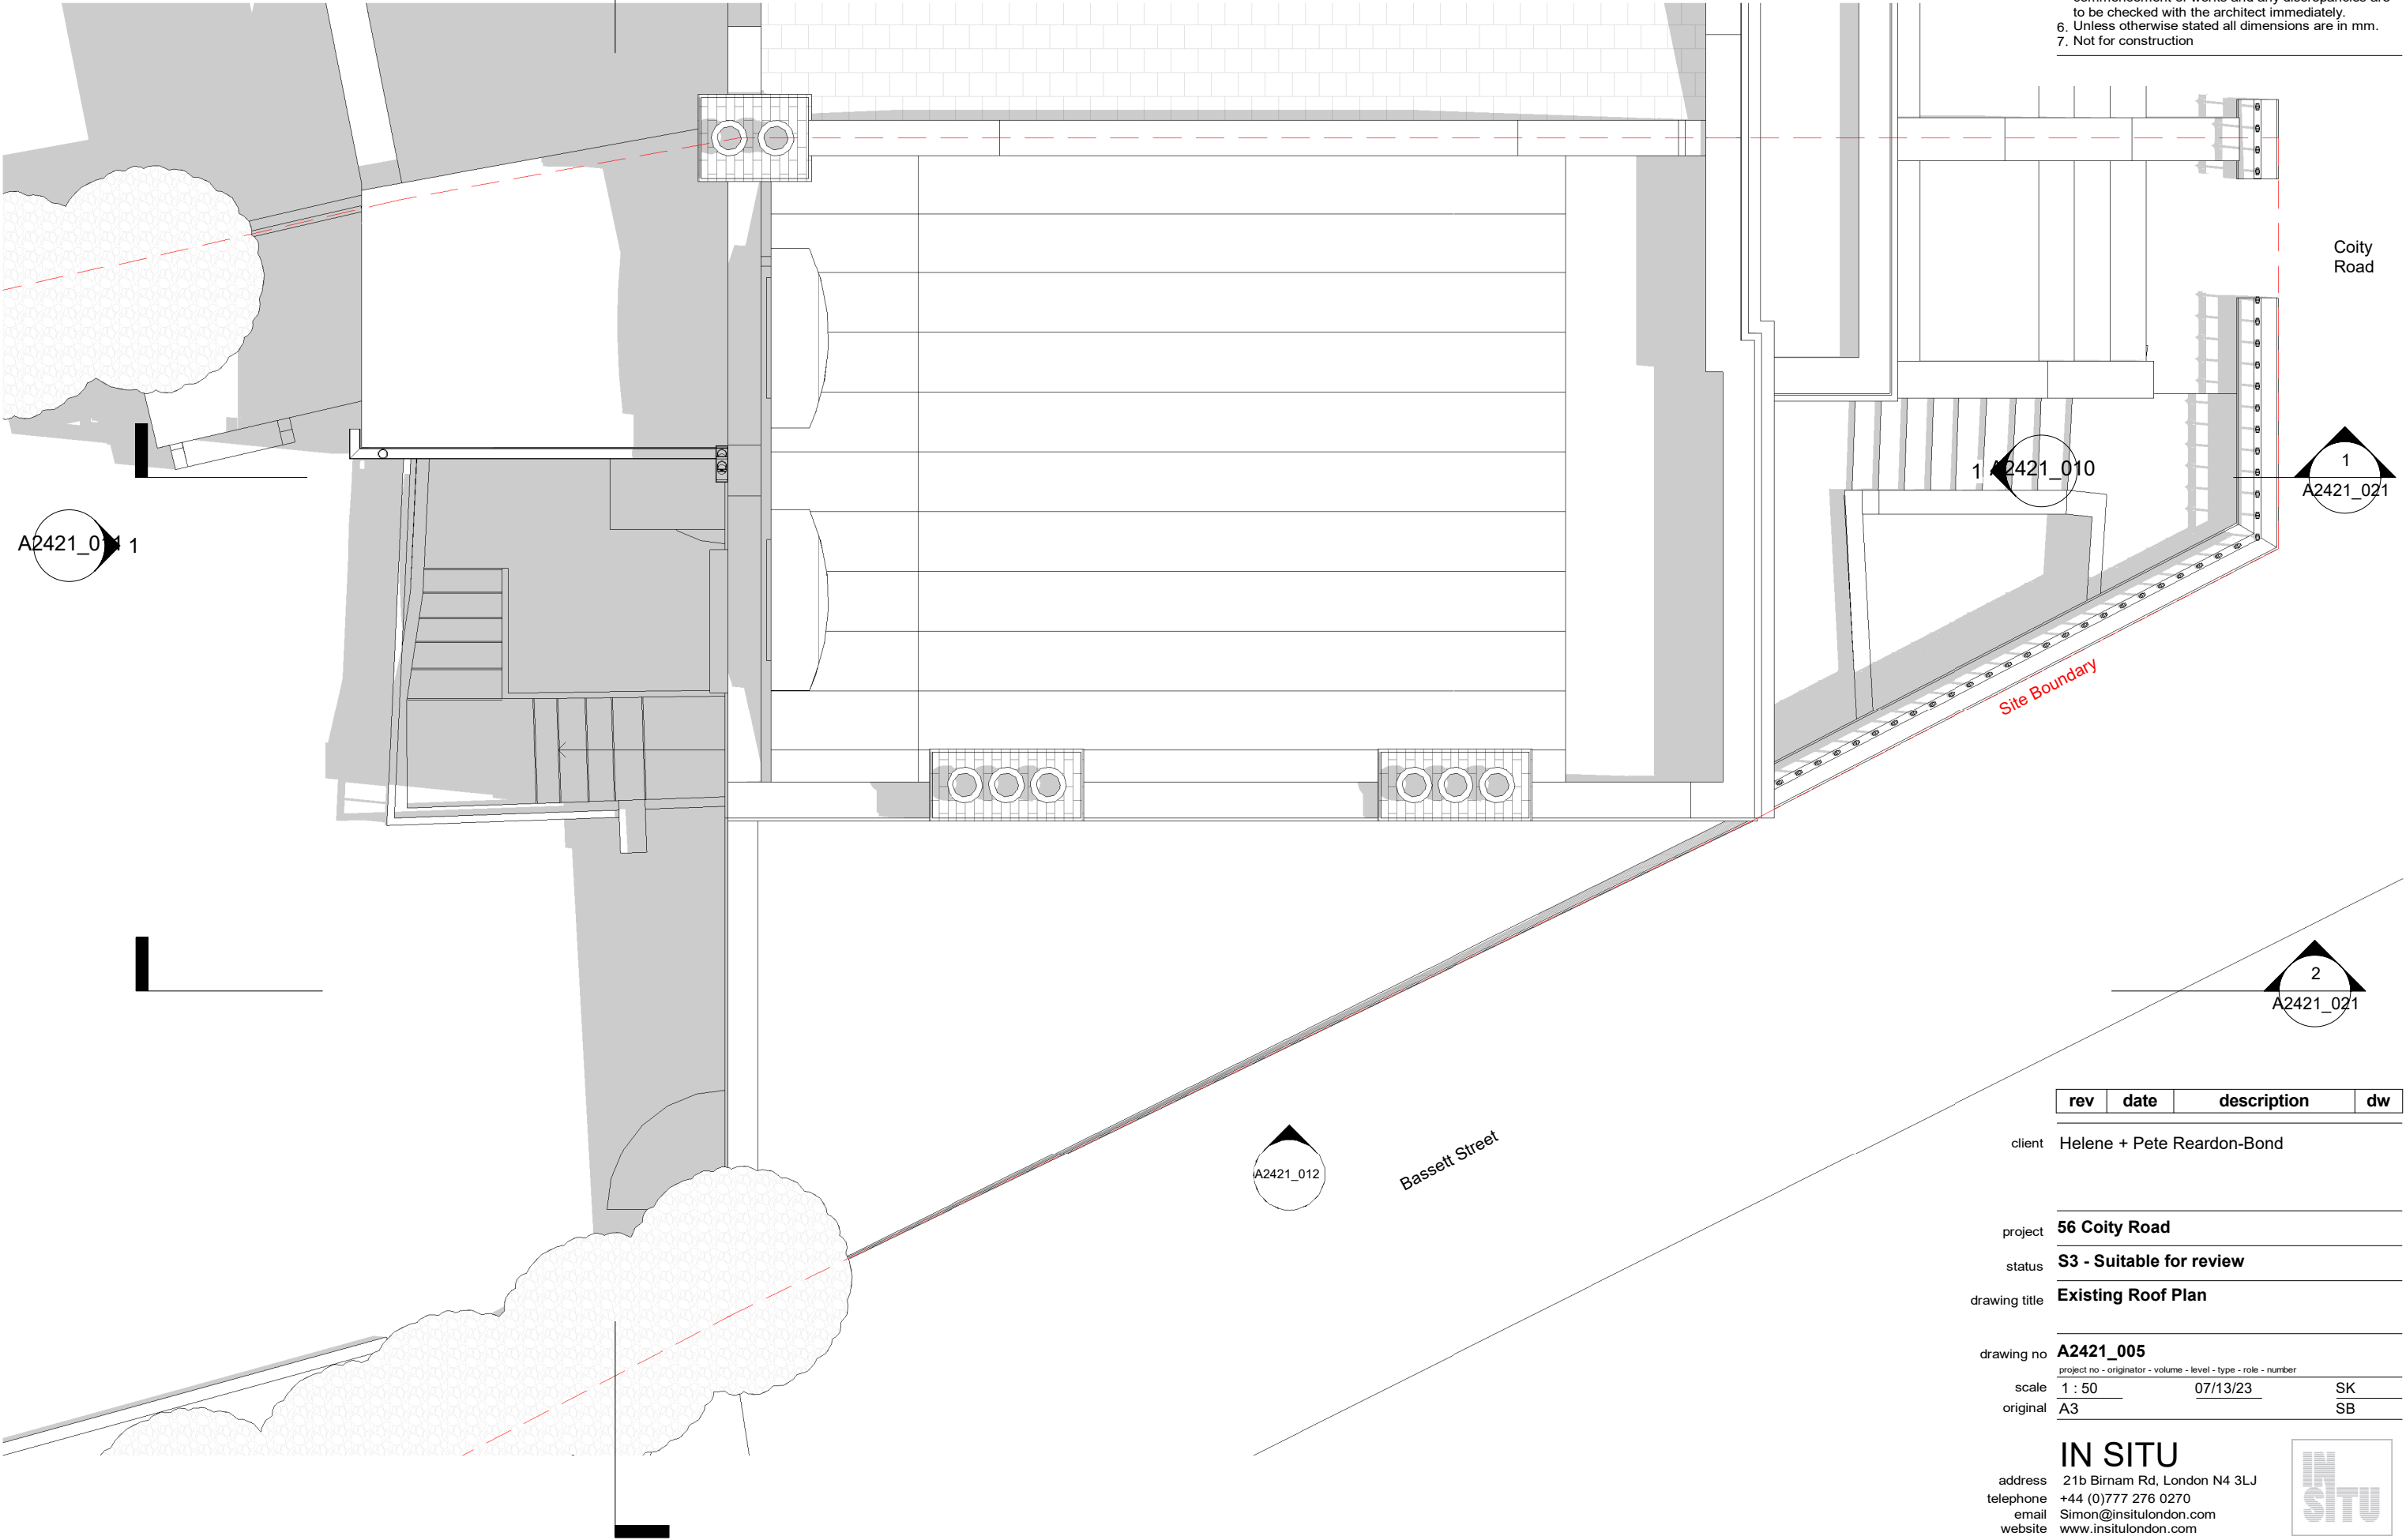 to be checked with the architect immediately.
6. Unless otherwise stated all dimensions are in mm.
7. Not for construction
Coity
Road
1 A2421_010
1
A2421_021
1
Site Boundary
2
A2421_021
A2421_012
Bassett Street
rev date description dw
client Helene + Pete Reardon-Bond
project 56 Coity Road
status S3 - Suitable for review
drawing title Existing Roof Plan
drawing no A2421_005
project no - originator - volume - level - type - role - number
scale 1 : 50 07/13/23 SK
original A3 SB
IN SITU
address 21b Birnam Rd, London N4 3LJ
telephone +44 (0)777 276 0270
email Simon@insitulondon.com
website www.insitulondon.com
IN
SITU